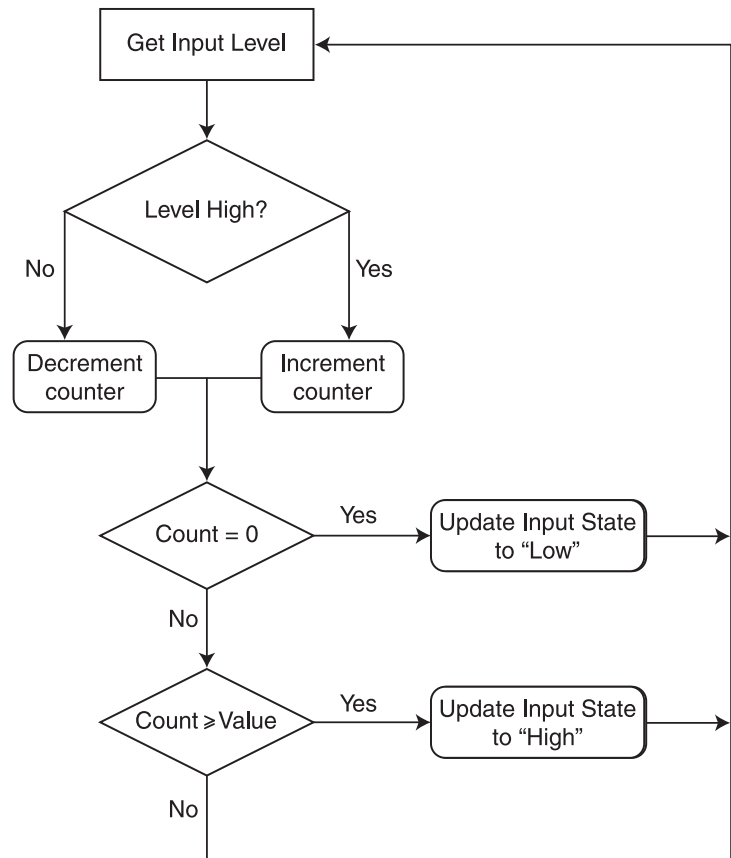 Get Input Level
Level High?
No
Yes
Decrement
counter
Increment
counter
Count = 0
Yes
Update Input State
to “Low”
No
Count ⩾ Value
Yes
Update Input State
to “High”
No